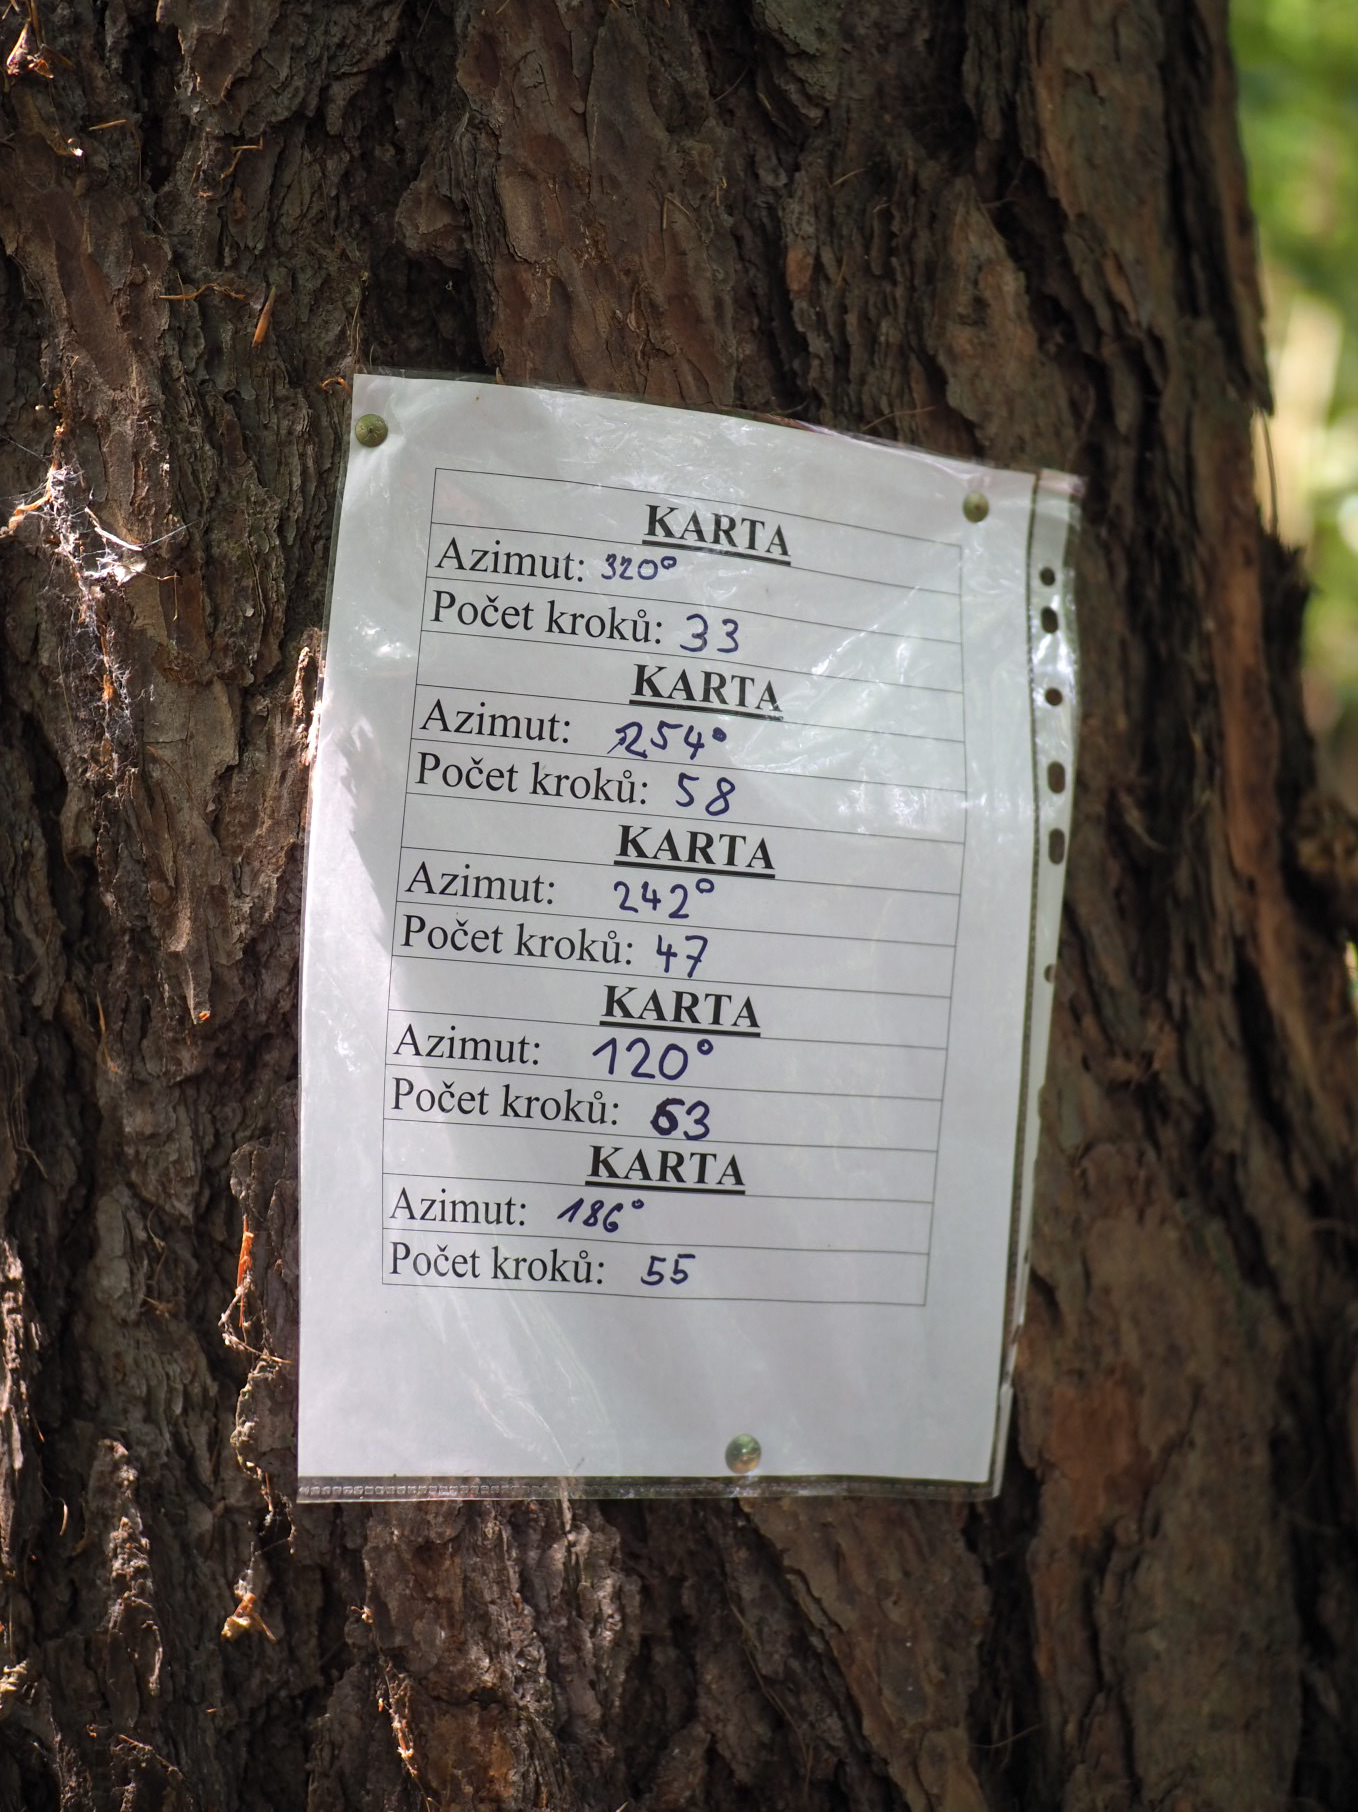 KARTA
Azimut: 320°
Počet kroků: 33
KARTA
Azimut: 254°
Počet kroků: 58
KARTA
Azimut: 242°
Počet kroků: 47
KARTA
Azimut: 120°
Počet kroků: 63
KARTA
Azimut: 186°
Počet kroků: 55